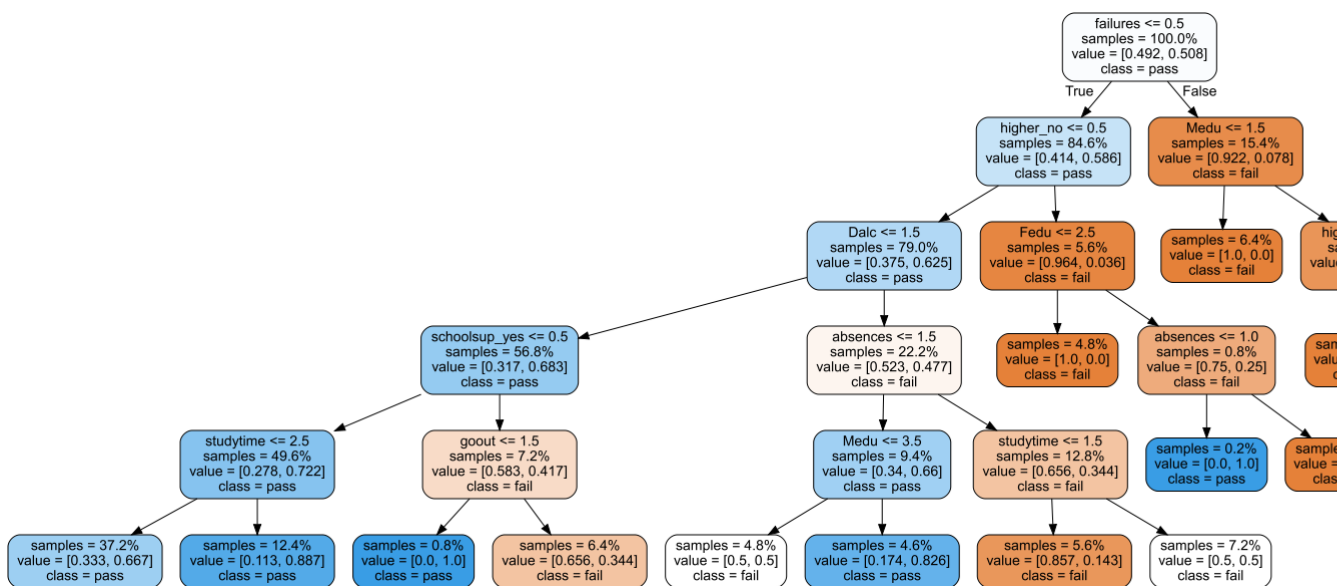 failures <= 0.5
samples = 100.0%
value = [0.492, 0.508]
class = pass
True
False
higher_no <= 0.5
samples = 84.6%
value = [0.414, 0.586]
class = pass
Medu <= 1.5
samples = 15.4%
value = [0.922, 0.078]
class = fail
Dalc <= 1.5
samples = 79.0%
value = [0.375, 0.625]
class = pass
Fedu <= 2.5
samples = 5.6%
value = [0.964, 0.036]
class = fail
samples = 6.4%
value = [1.0, 0.0]
class = fail
schoolsup_yes <= 0.5
samples = 56.8%
value = [0.317, 0.683]
class = pass
absences <= 1.5
samples = 22.2%
value = [0.523, 0.477]
class = fail
samples = 4.8%
value = [1.0, 0.0]
class = fail
absences <= 1.0
samples = 0.8%
value = [0.75, 0.25]
class = fail
studytime <= 2.5
samples = 49.6%
value = [0.278, 0.722]
class = pass
goout <= 1.5
samples = 7.2%
value = [0.583, 0.417]
class = fail
Medu <= 3.5
samples = 9.4%
value = [0.34, 0.66]
class = pass
studytime <= 1.5
samples = 12.8%
value = [0.656, 0.344]
class = fail
samples = 0.2%
value = [0.0, 1.0]
class = pass
samples
value =
samples = 37.2%
value = [0.333, 0.667]
class = pass
samples = 12.4%
value = [0.113, 0.887]
class = pass
samples = 0.8%
value = [0.0, 1.0]
class = pass
samples = 6.4%
value = [0.656, 0.344]
class = fail
samples = 4.8%
value = [0.5, 0.5]
class = pass
samples = 4.6%
value = [0.174, 0.826]
class = pass
samples = 5.6%
value = [0.857, 0.143]
class = fail
samples = 7.2%
value = [0.5, 0.5]
class = fail